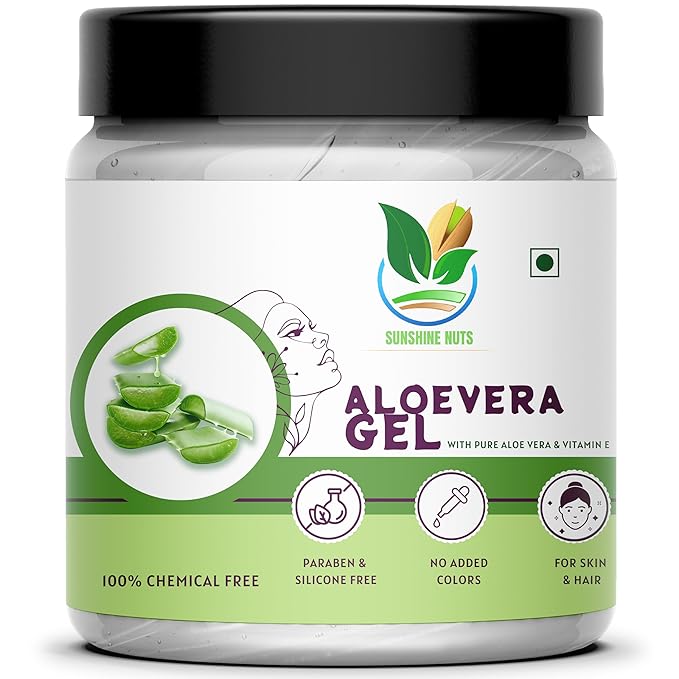 SUNSHINE NUTS
ALOEVERA
GEL
WITH PURE ALOE VERA & VITAMIN E
100% CHEMICAL FREE
PARABEN &
SILICONE FREE
NO ADDED
COLORS
FOR SKIN
& HAIR